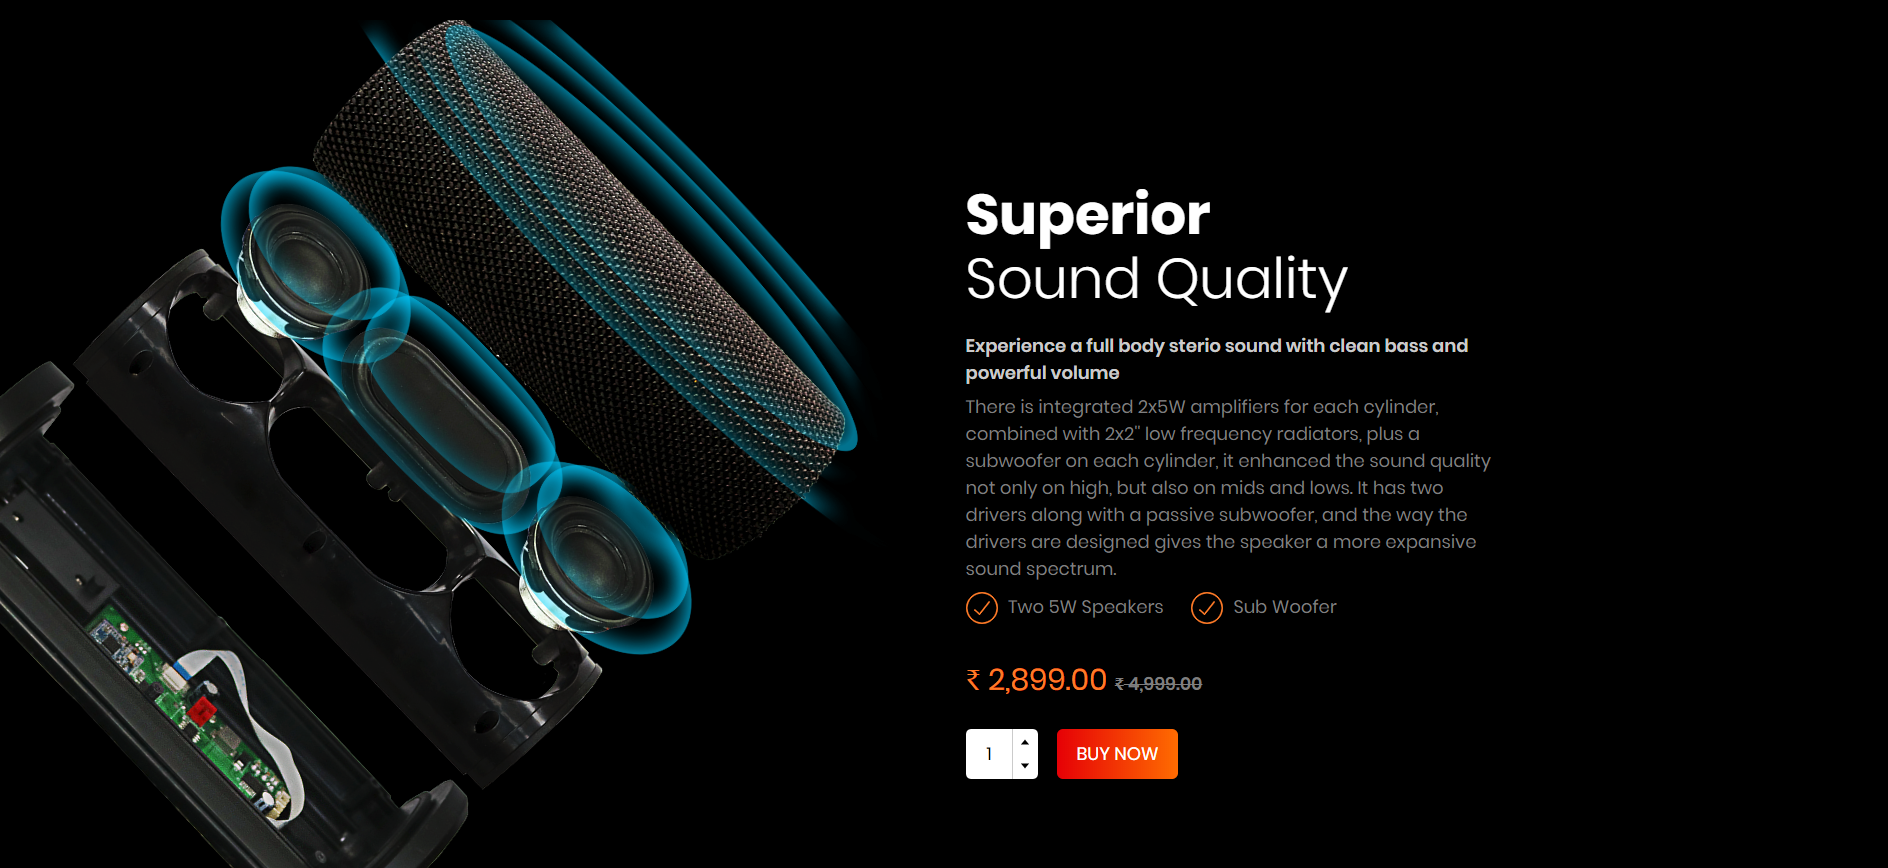 Superior
Sound Quality
Experience a full body sterio sound with clean bass and
powerful volume
There is integrated 2x5W amplifiers for each cylinder,
combined with 2x2" low frequency radiators, plus a
subwoofer on each cylinder, it enhanced the sound quality
not only on high, but also on mids and lows. It has two
drivers along with a passive subwoofer, and the way the
drivers are designed gives the speaker a more expansive
sound spectrum.
Two 5W Speakers Sub Woofer
₹ 2,899.00 ₹ 4,999.00
1 BUY NOW